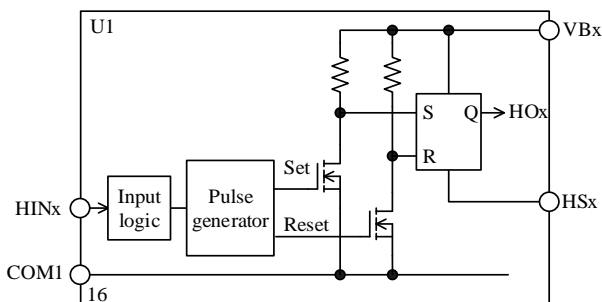 U1
VBx
S
Q
HOx
R
Set
Input
logic
Pulse
generator
HINx
HSx
Reset
COM1
16